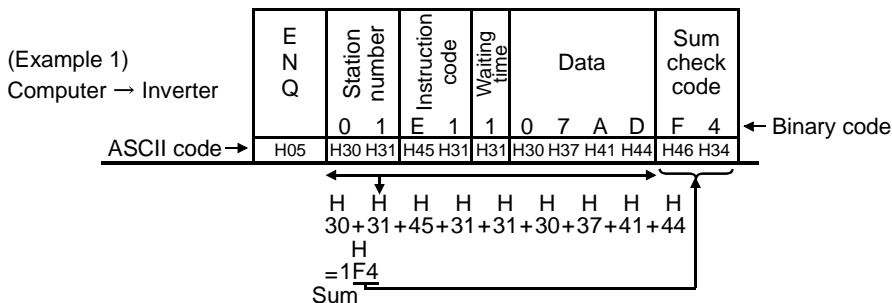 (Example 1)
Computer → Inverter
E
N
Q
Station
number
Instruction
code
Waiting
time
Data
Sum
check
code
0 1 E 1 1 0 7 A D F 4 ← Binary code
ASCII code→ H05 H30 H31 H45 H31 H31 H30 H37 H41 H44 H46 H34
H H H H H H H H H
30+31+45+31+31+30+37+41+44
H
=1F4
Sum